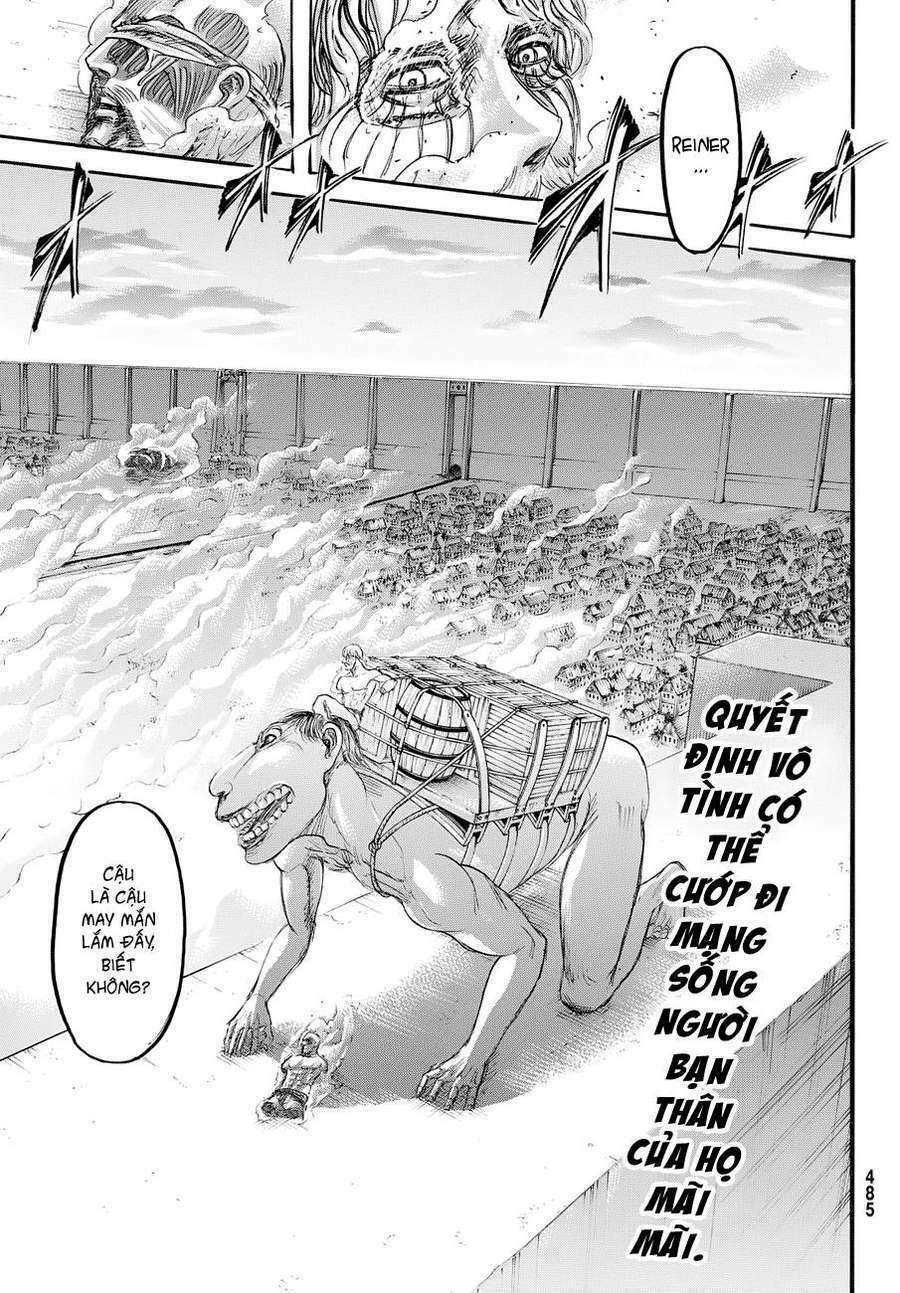 REINER
...
QUYẾT
ĐỊNH VÔ
TÌNH CÓ
THỂ
CƯỚP ĐI
MẠNG
SỐNG
NGƯỜI
BẠN
THÂN
CỦA HỌ
MÃI
MÃI.
CẬU
LÀ CẬU
MAY MẮN
LẮM ĐẤY,
BIẾT
KHÔNG?
485